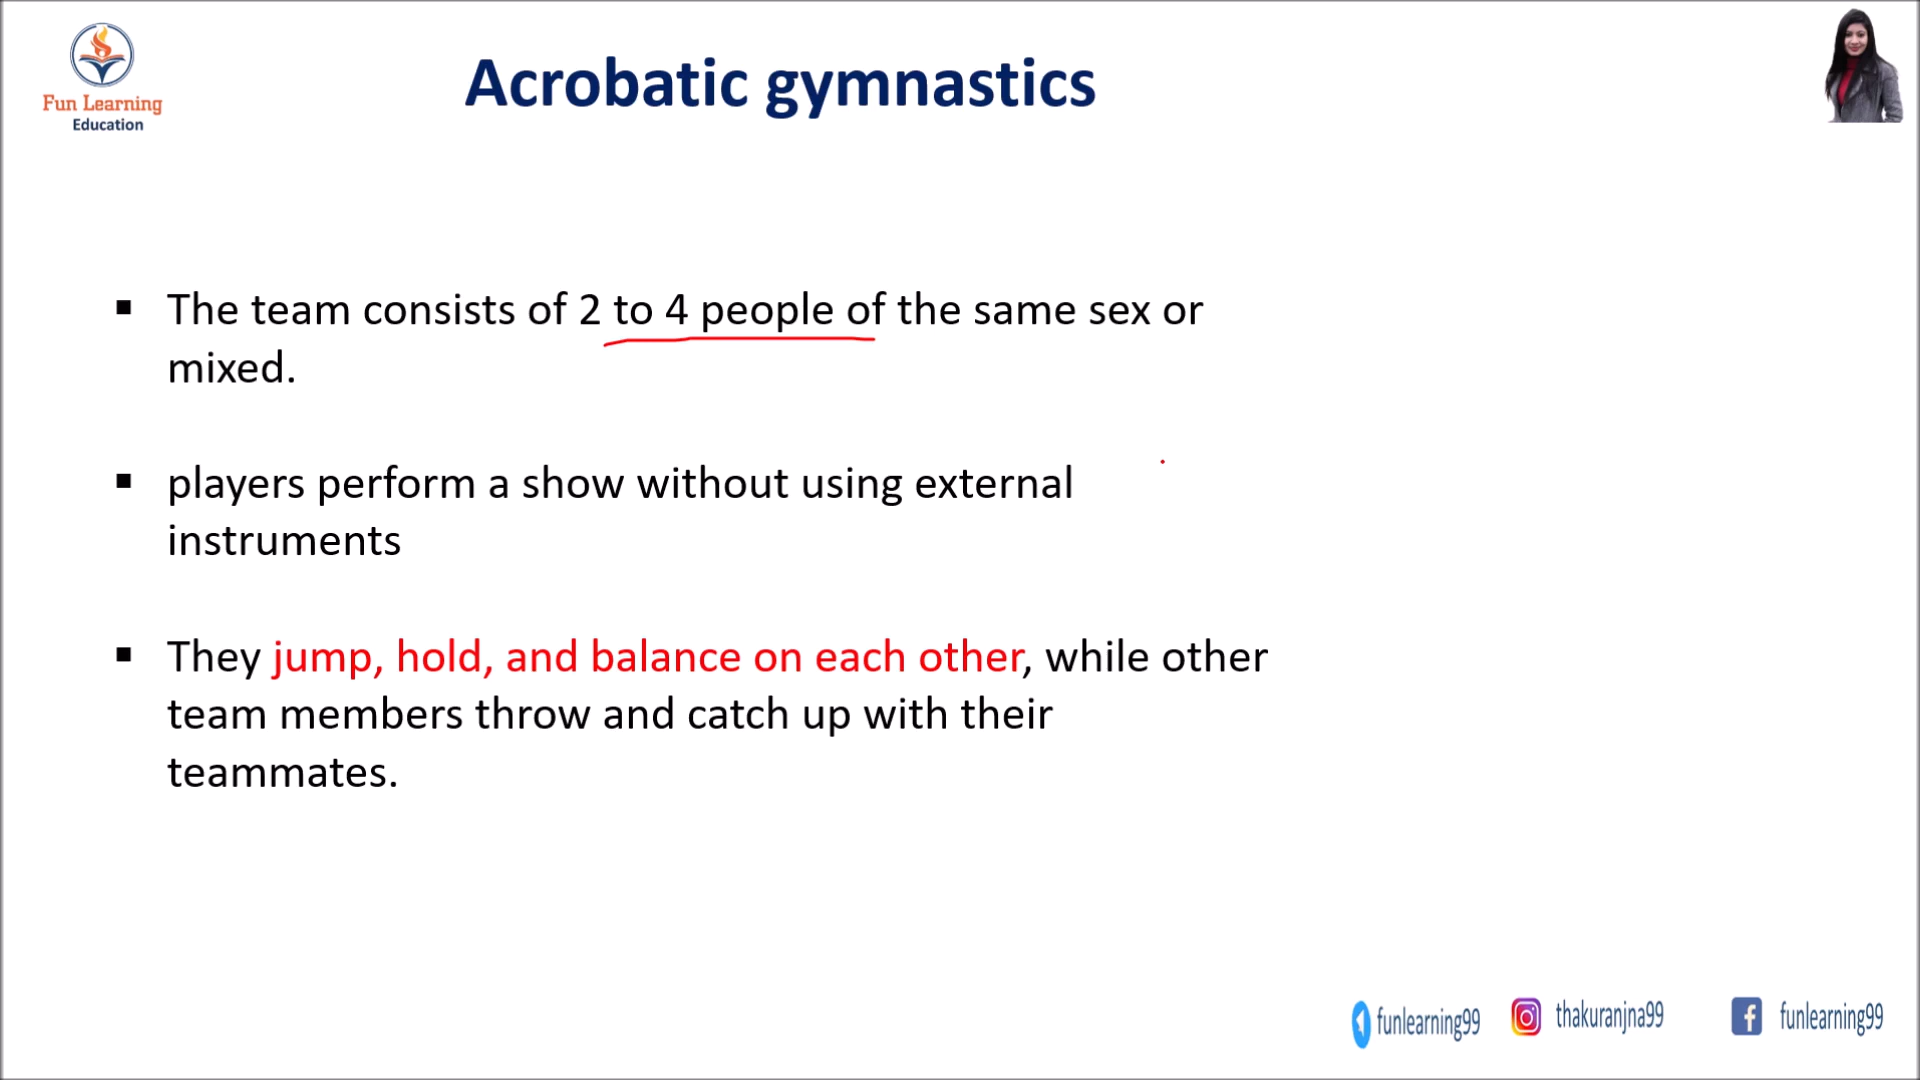 Fun Learning
Education
Acrobatic gymnastics
▪ The team consists of 2 to 4 people of the same sex or
mixed.
▪ players perform a show without using external
instruments
▪ They jump, hold, and balance on each other, while other
team members throw and catch up with their
teammates.
funlearning99 thakuranjna99 funlearning99